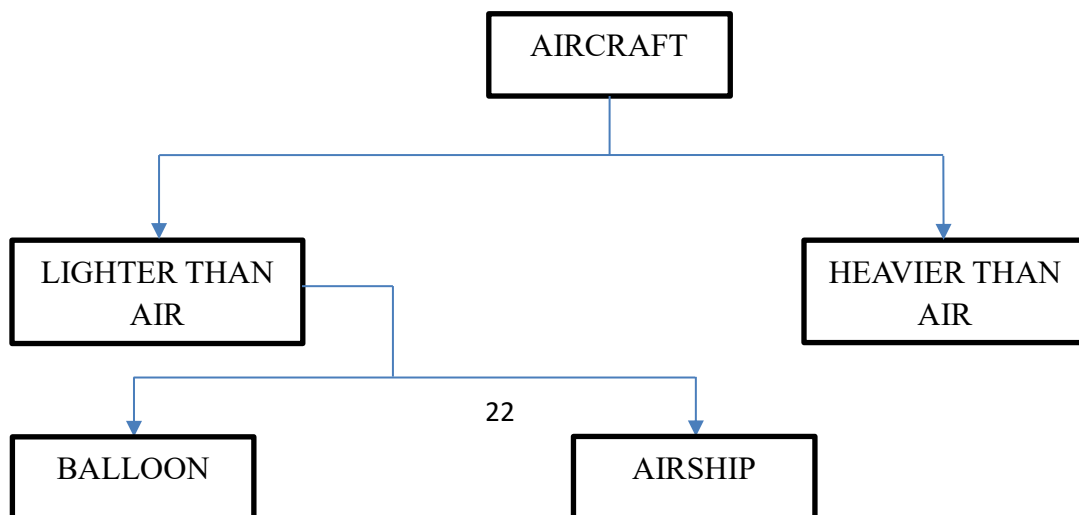 AIRCRAFT
LIGHTER THAN
AIR
HEAVIER THAN
AIR
22
BALLOON
AIRSHIP